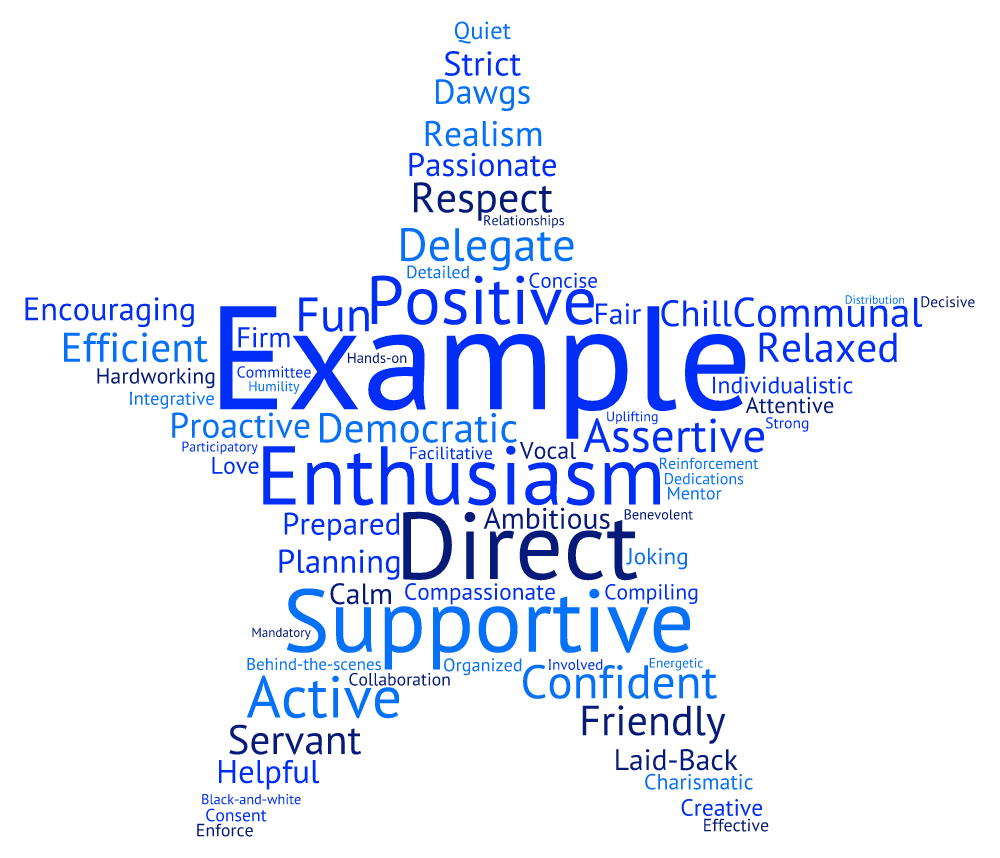 Quiet
Strict
Dawgs
Realism
Passionate
Respect
Relationships
Delegate
Detailed
Concise
Positive
Encouraging
Fun
Fair
Chill
Communal
Distribution
Decisive
Efficient
Firm
Example
Relaxed
Hands-on
Hardworking
Committee
Humility
Individualistic
Integrative
Attentive
Uplifting
Strong
Proactive
Democratic
Assertive
Participatory
Facilitative
Vocal
Love
Enthusiasm
Reinforcement
Dedications
Mentor
Prepared
Ambitious
Benevolent
Direct
Planning
Joking
Calm
Compassionate
Compiling
Supportive
Mandatory
Behind-the-scenes
Organized
Involved
Energetic
Collaboration
Confident
Active
Friendly
Servant
Laid-Back
Helpful
Charismatic
Black-and-white
Creative
Consent
Effective
Enforce